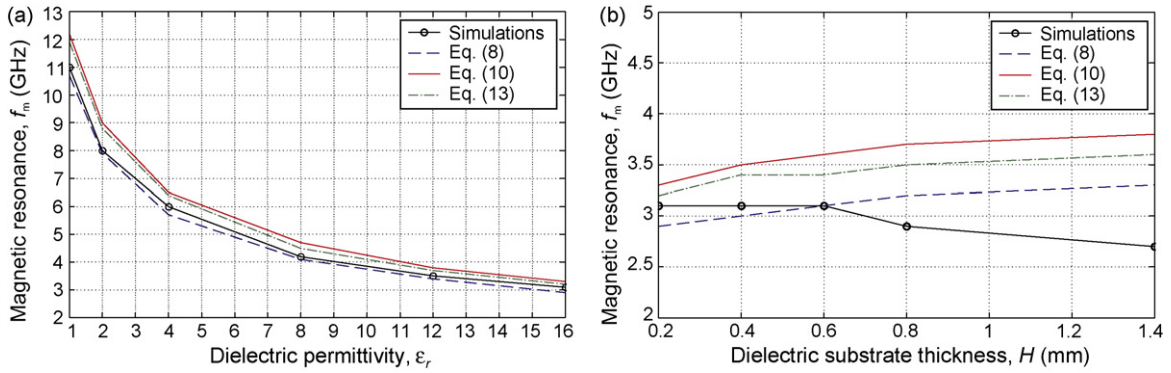 (a)
Magnetic resonance, fm (GHz)
13
12
11
10
9
8
7
6
5
4
3
2
1 2 3 4 5 6 7 8 9 10 11 12 13 14 15 16
Dielectric permittivity, εr
Simulations
Eq. (8)
Eq. (10)
Eq. (13)
(b)
Magnetic resonance, fm (GHz)
5
4.5
4
3.5
3
2.5
2
0.2 0.4 0.6 0.8 1 1.2 1.4
Dielectric substrate thickness, H (mm)
Simulations
Eq. (8)
Eq. (10)
Eq. (13)